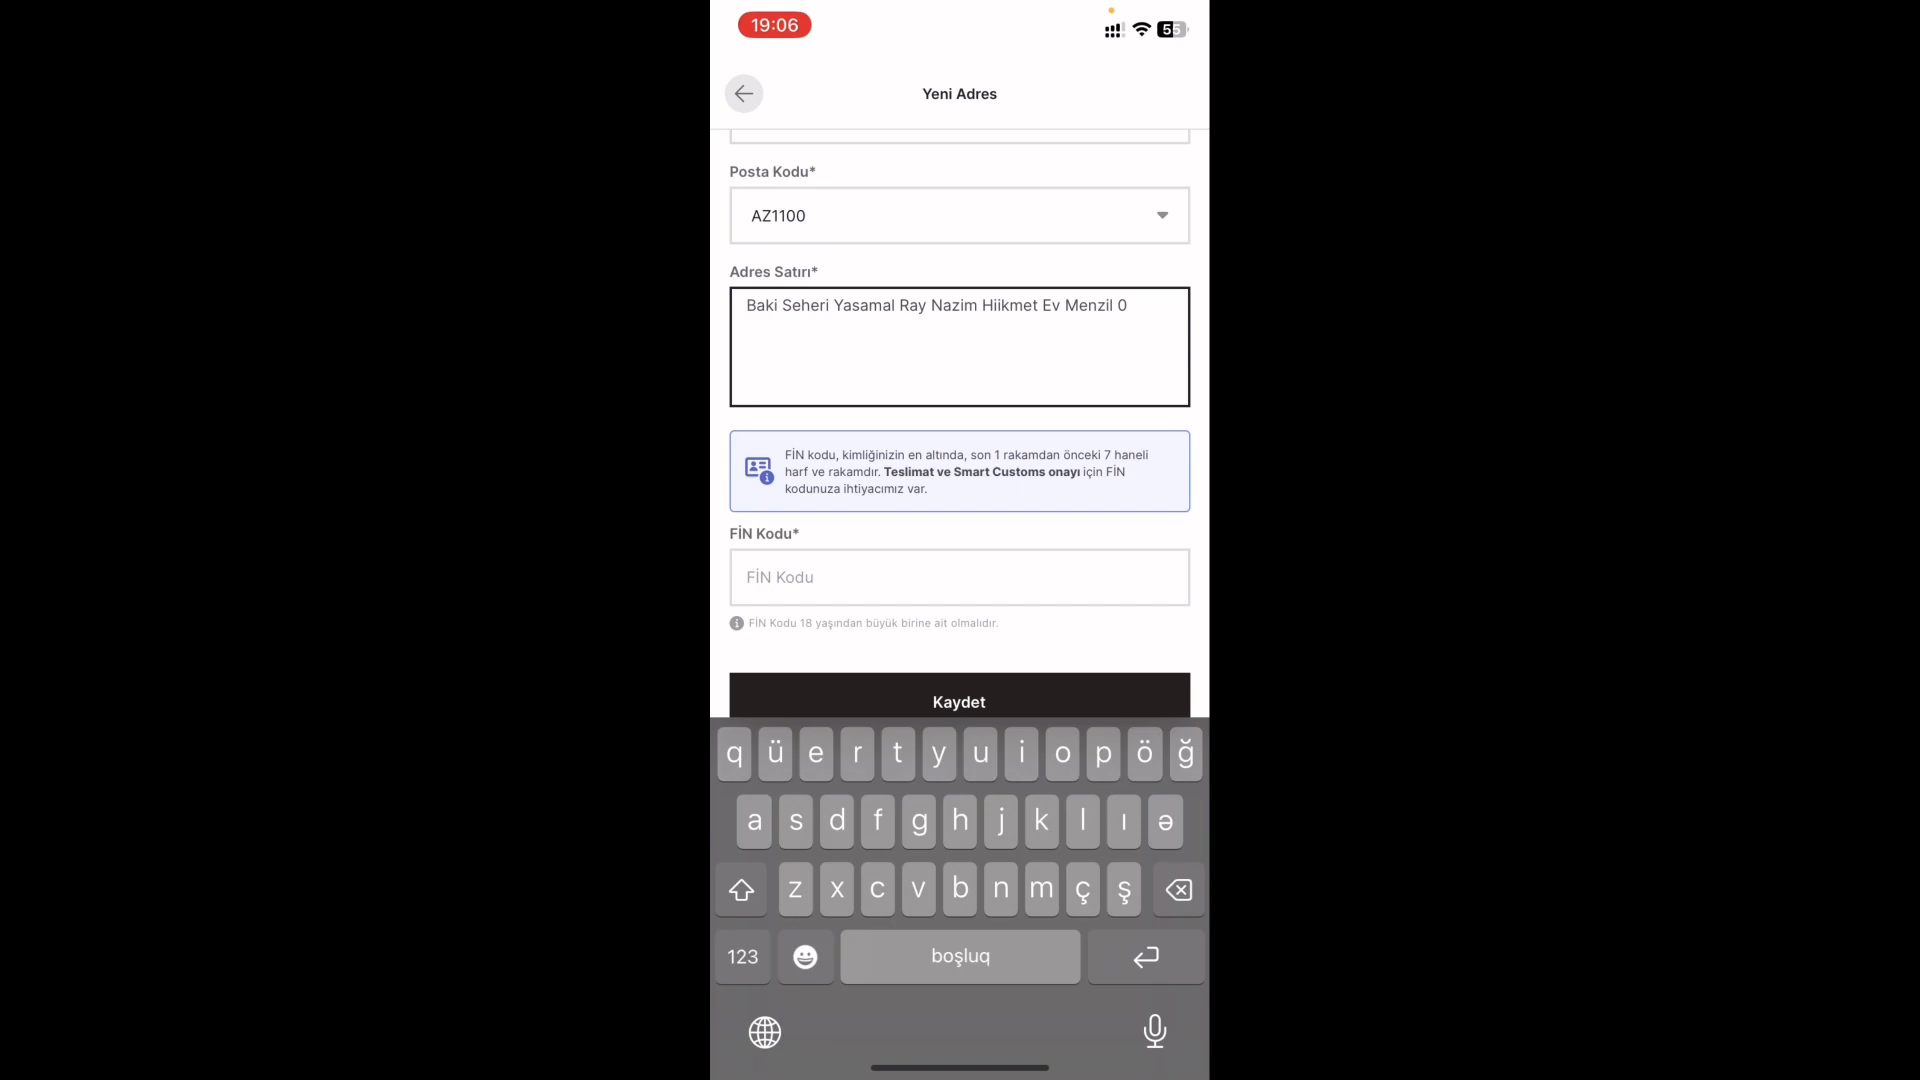 19:06
55
Yeni Adres
Posta Kodu*
AZ1100
Adres Satırı*
Baki Seheri Yasamal Ray Nazim Hiikmet Ev Menzil 0
FİN kodu, kimliğinizin en altında, son 1 rakamdan önceki 7 haneli
harf ve rakamdır. Teslimat ve Smart Customs onayı için FİN
kodunuza ihtiyacımız var.
FİN Kodu*
FİN Kodu
FİN Kodu 18 yaşından büyük birine ait olmalıdır.
Kaydet
q ü e r t y u i o p ö ğ
a s d f g h j k l ı ə
z x c v b n m ç ş
123 boşluq